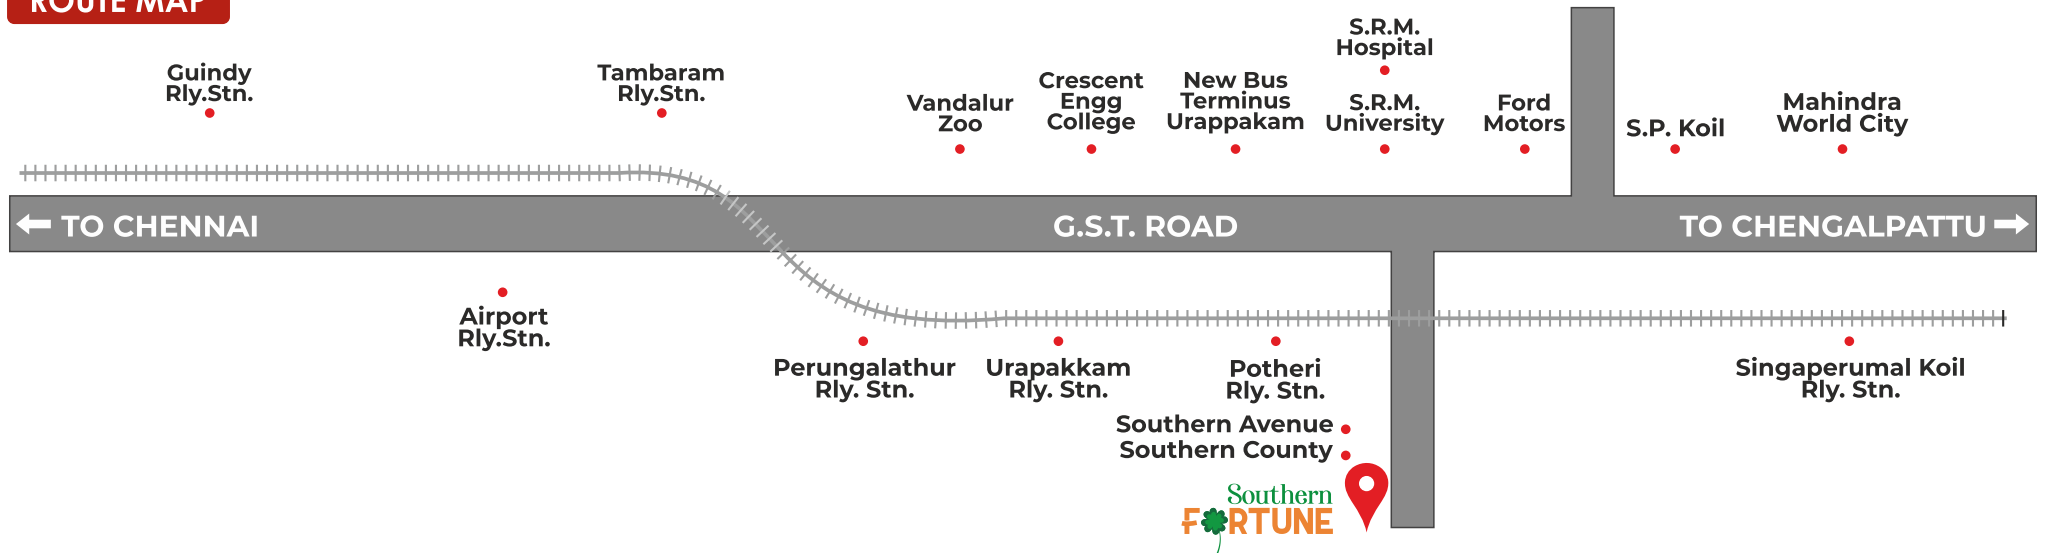 ROUTE MAP
Guindy
Rly.Stn.
Tambaram
Rly.Stn.
Vandalur
Zoo
Crescent
Engg
College
New Bus
Terminus
Urappakam
S.R.M.
Hospital
S.R.M.
University
Ford
Motors
S.P. Koil
Mahindra
World City
TO CHENNAI
G.S.T. ROAD
TO CHENGALPATTU
Airport
Rly.Stn.
Perungalathur
Rly. Stn.
Urapakkam
Rly. Stn.
Potheri
Rly. Stn.
Singaperumal Koil
Rly. Stn.
Southern Avenue
Southern County
Southern
FORTUNE